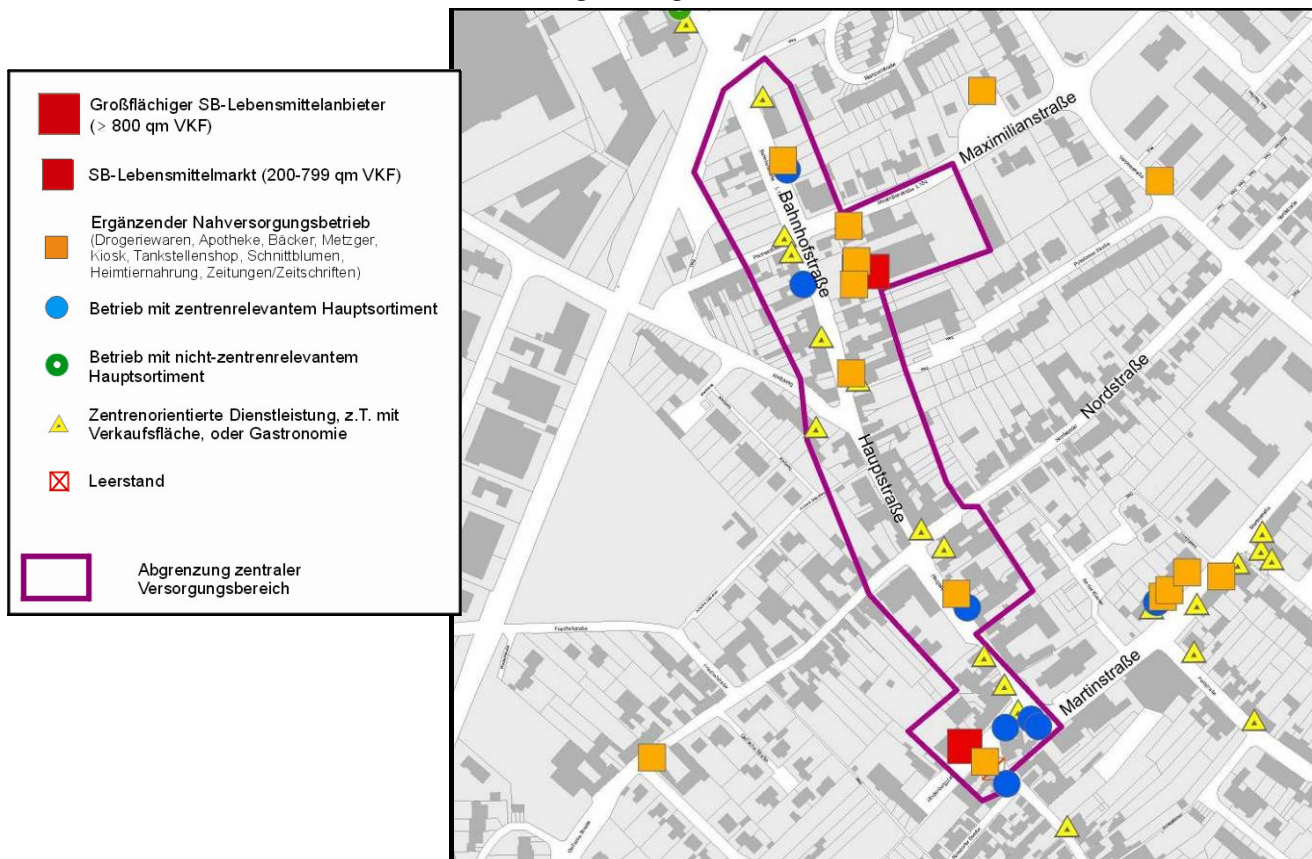 Großflächiger SB-Lebensmittelanbieter
(> 800 qm VKF)
SB-Lebensmittelmarkt (200-799 qm VKF)
Ergänzender Nahversorgungsbetrieb
(Drogeriewaren, Apotheke, Bäcker, Metzger,
Kiosk, Tankstellenshop, Schnittblumen,
Heimtiernahrung, Zeitungen/Zeitschriften)
Betrieb mit zentrenrelevantem Hauptsortiment
Betrieb mit nicht-zentrenrelevantem
Hauptsortiment
Zentrenorientierte Dienstleistung, z.T. mit
Verkaufsfläche, oder Gastronomie
Leerstand
Abgrenzung zentraler
Versorgungsbereich
Maximilianstraße
Bahnhofstraße
Nordstraße
Hauptstraße
Martinstraße